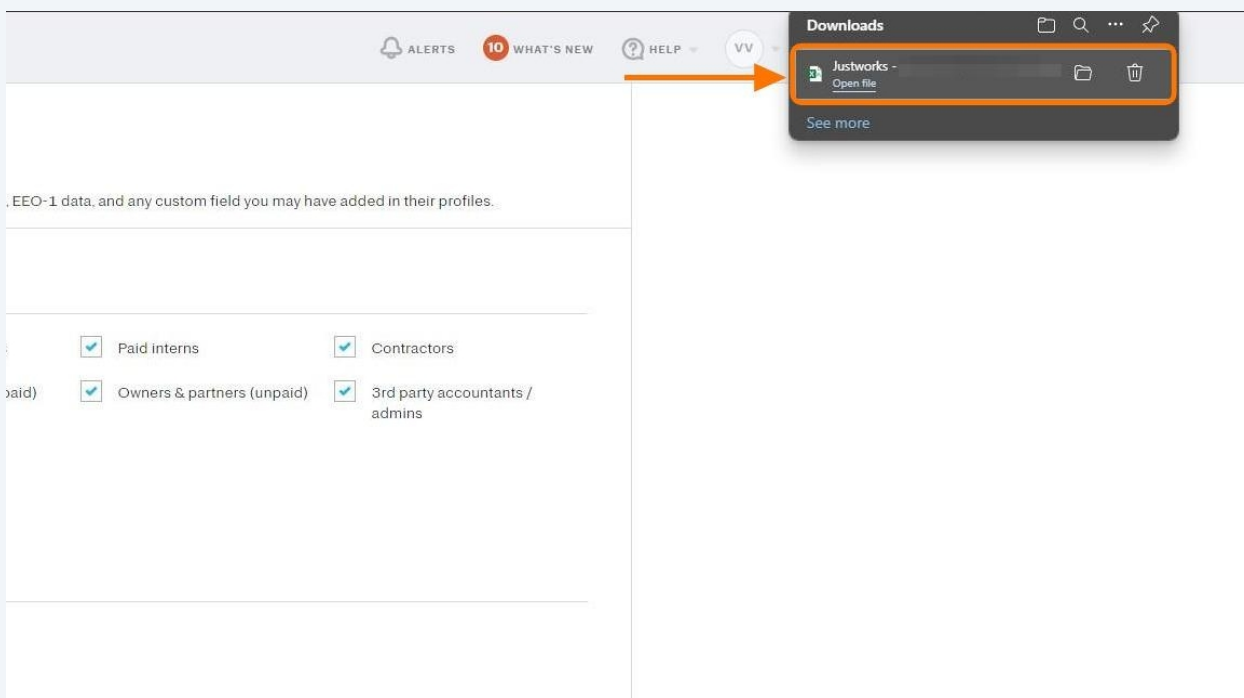 Downloads
ALERTS
10 WHAT'S NEW
HELP
VV
Justworks -
Open file
See more
, EEO-1 data, and any custom field you may have added in their profiles.
Paid interns
Contractors
paid)
Owners & partners (unpaid)
3rd party accountants /
admins